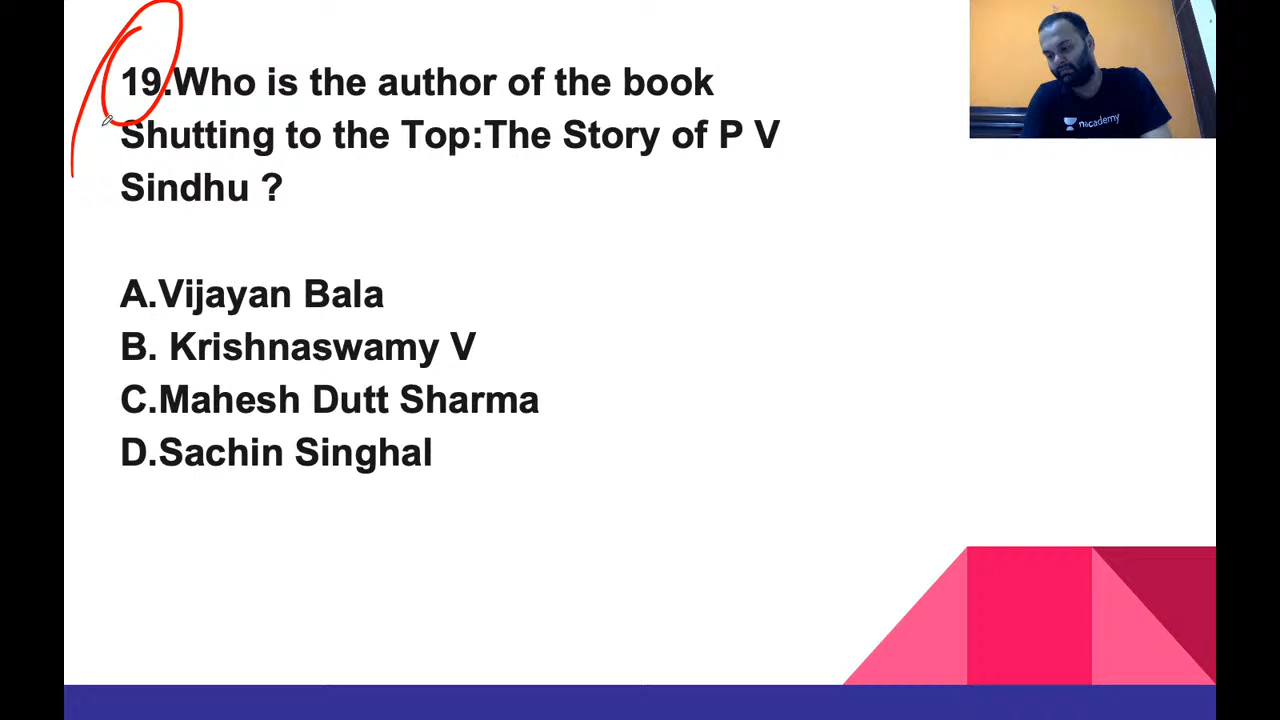 19.Who is the author of the book
Shutting to the Top:The Story of P V
Sindhu ?
A.Vijayan Bala
B. Krishnaswamy V
C.Mahesh Dutt Sharma
D.Sachin Singhal